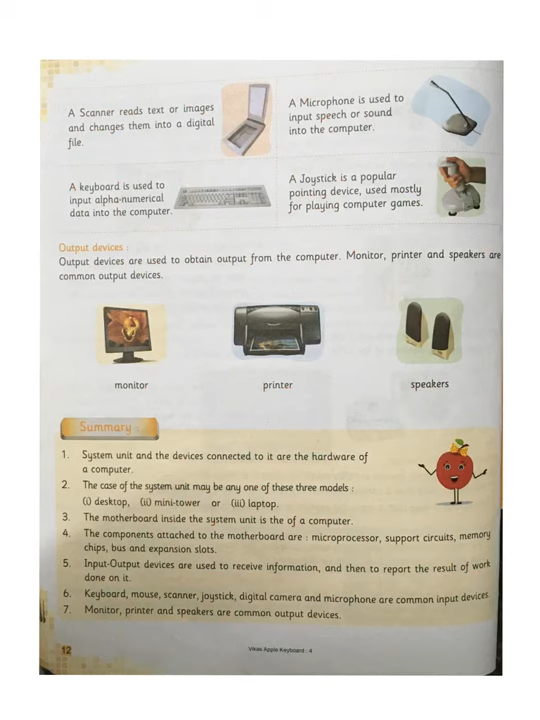 A Scanner reads text or images
and changes them into a digital
file.
A Microphone is used to
input speech or sound
into the computer.
A keyboard is used to
input alpha-numerical
data into the computer.
A Joystick is a popular
pointing device, used mostly
for playing computer games.
Output devices :
Output devices are used to obtain output from the computer. Monitor, printer and speakers are
common output devices.
monitor
printer
speakers
Summary :
1. System unit and the devices connected to it are the hardware of
a computer.
2. The case of the system unit may be any one of these three models :
(i) desktop, (ii) mini-tower or (iii) laptop.
3. The motherboard inside the system unit is the of a computer.
4. The components attached to the motherboard are : microprocessor, support circuits, memory
chips, bus and expansion slots.
5. Input-Output devices are used to receive information, and then to report the result of work
done on it.
6. Keyboard, mouse, scanner, joystick, digital camera and microphone are common input devices.
7. Monitor, printer and speakers are common output devices.
12
Vikas Apple Keyboard : 4